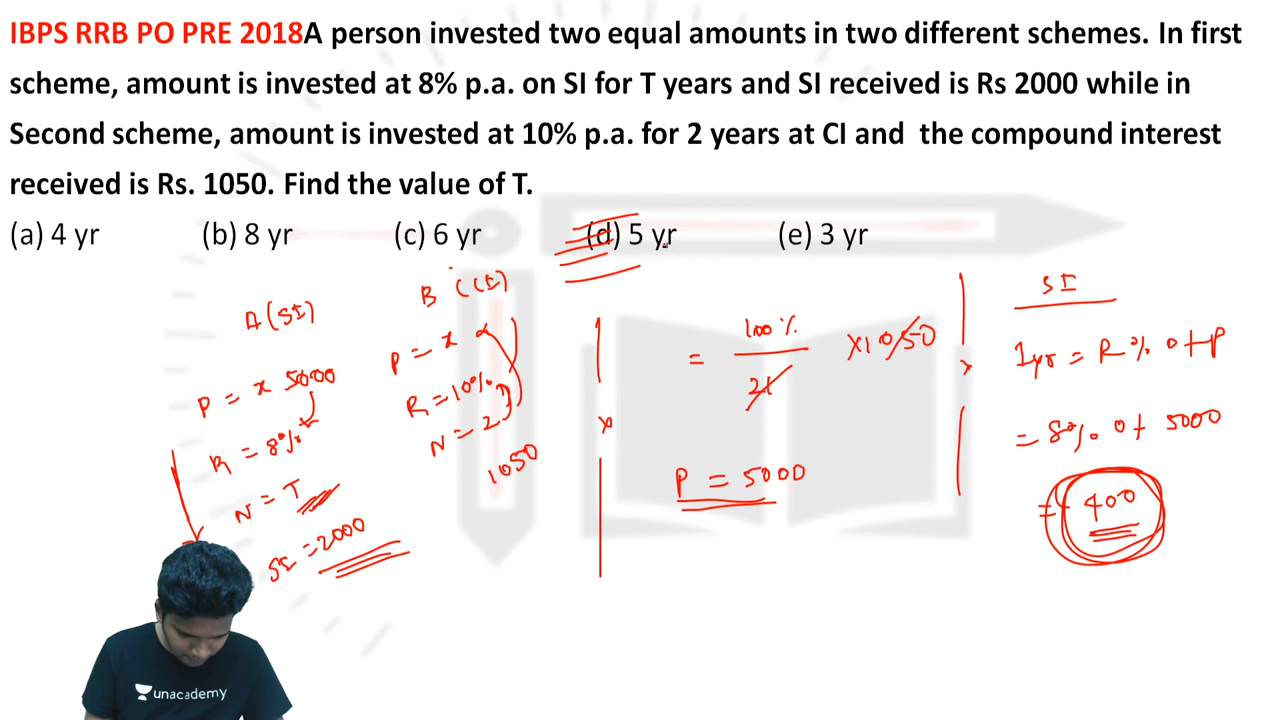 IBPS RRB PO PRE 2018A person invested two equal amounts in two different schemes. In first
scheme, amount is invested at 8% p.a. on SI for T years and SI received is Rs 2000 while in
Second scheme, amount is invested at 10% p.a. for 2 years at CI and the compound interest
received is Rs. 1050. Find the value of T.
(a) 4 yr (b) 8 yr (c) 6 yr (d) 5 yr (e) 3 yr
A (SI)
P = x 5000
R = 8%
N = T
SI = 2000
B (CI)
P = x
R = 10%
N = 2
1050
= 100% / 21 × 1050
P = 5000
SI
1yr = R% of P
= 8% of 5000
= 400
unacademy